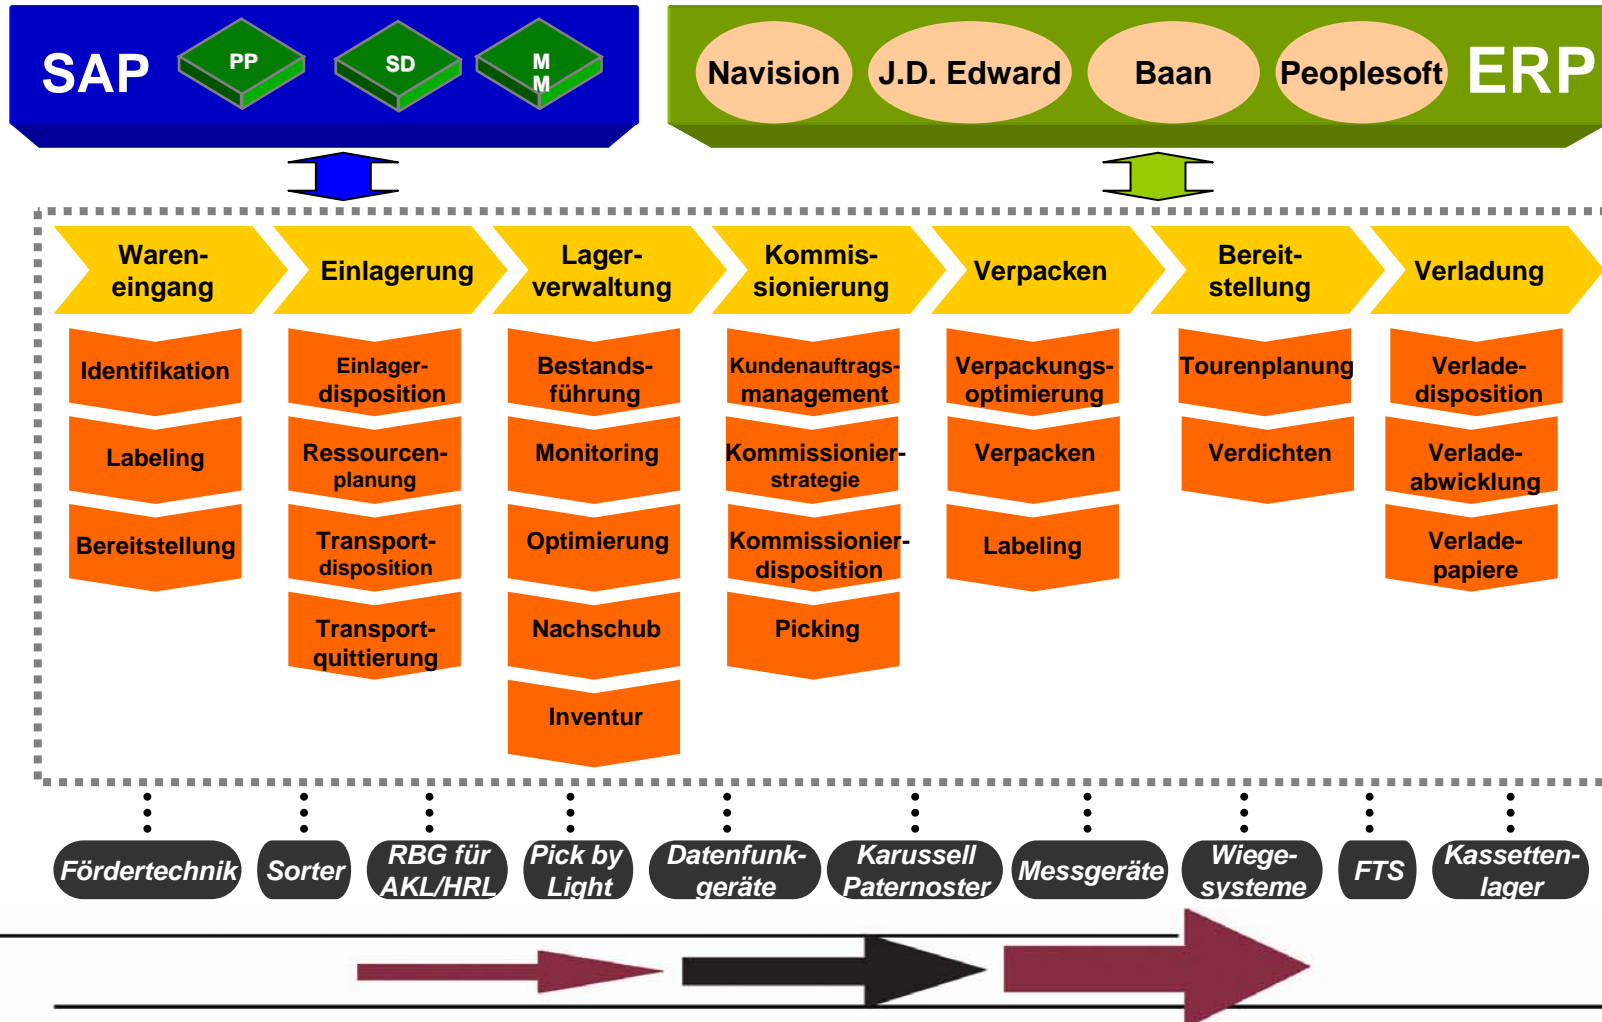 SAP
PP
SD
M
M
Navision
J.D. Edward
Baan
Peoplesoft
ERP
Waren-
eingang
Einlagerung
Lager-
verwaltung
Kommis-
sionierung
Verpacken
Bereit-
stellung
Verladung
Identifikation
Labeling
Bereitstellung
Einlager-
disposition
Ressourcen-
planung
Transport-
disposition
Transport-
quittierung
Bestands-
führung
Monitoring
Optimierung
Nachschub
Inventur
Kundenauftrags-
management
Kommissionier-
strategie
Kommissionier-
disposition
Picking
Verpackungs-
optimierung
Verpacken
Labeling
Tourenplanung
Verdichten
Verlade-
disposition
Verlade-
abwicklung
Verlade-
papiere
Fördertechnik
Sorter
RBG für
AKL/HRL
Pick by
Light
Datenfunk-
geräte
Karussell
Paternoster
Messgeräte
Wiege-
systeme
FTS
Kassetten-
lager